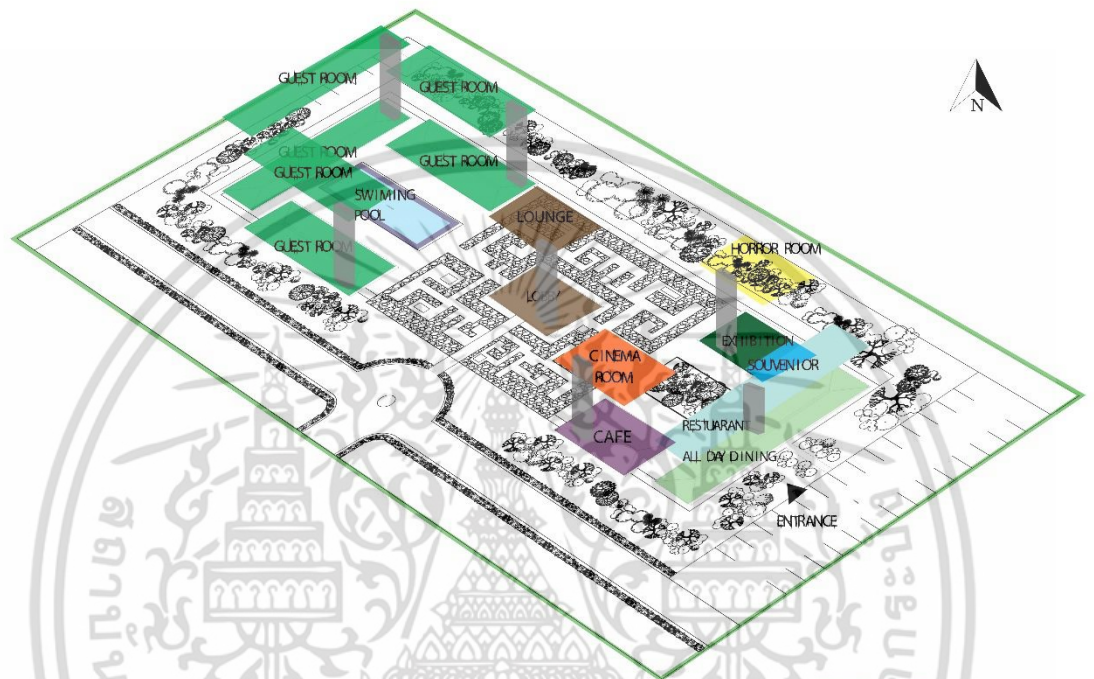 GUEST ROOM
GUEST ROOM
N
GUEST ROOM
GUEST ROOM
GUEST ROOM
SWIMING
POOL
LOUNGE
GUEST ROOM
HORROR ROOM
LOBBY
EXHIBITION
CINEMA
ROOM
SOUVENIOR
RESTUARANT
CAFE
ALL DAY DINING
ENTRANCE